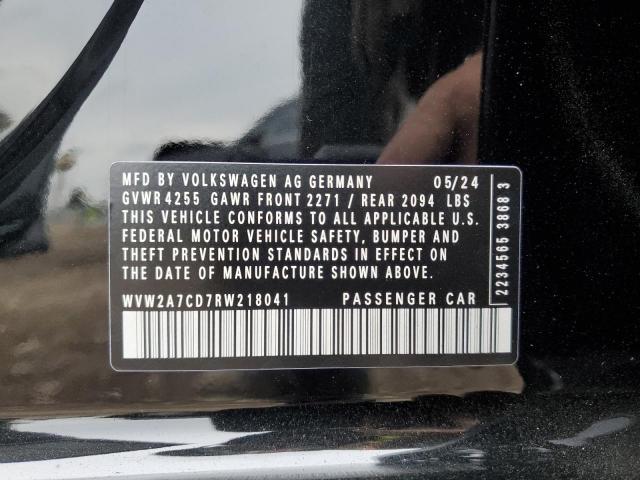 MFD BY VOLKSWAGEN AG GERMANY 05/24
GVWR 4255 GAWR FRONT 2271 / REAR 2094 LBS
THIS VEHICLE CONFORMS TO ALL APPLICABLE U.S.
FEDERAL MOTOR VEHICLE SAFETY, BUMPER AND
THEFT PREVENTION STANDARDS IN EFFECT ON
THE DATE OF MANUFACTURE SHOWN ABOVE.
WVW2A7CD7RW218041 PASSENGER CAR
2234565 3868 3